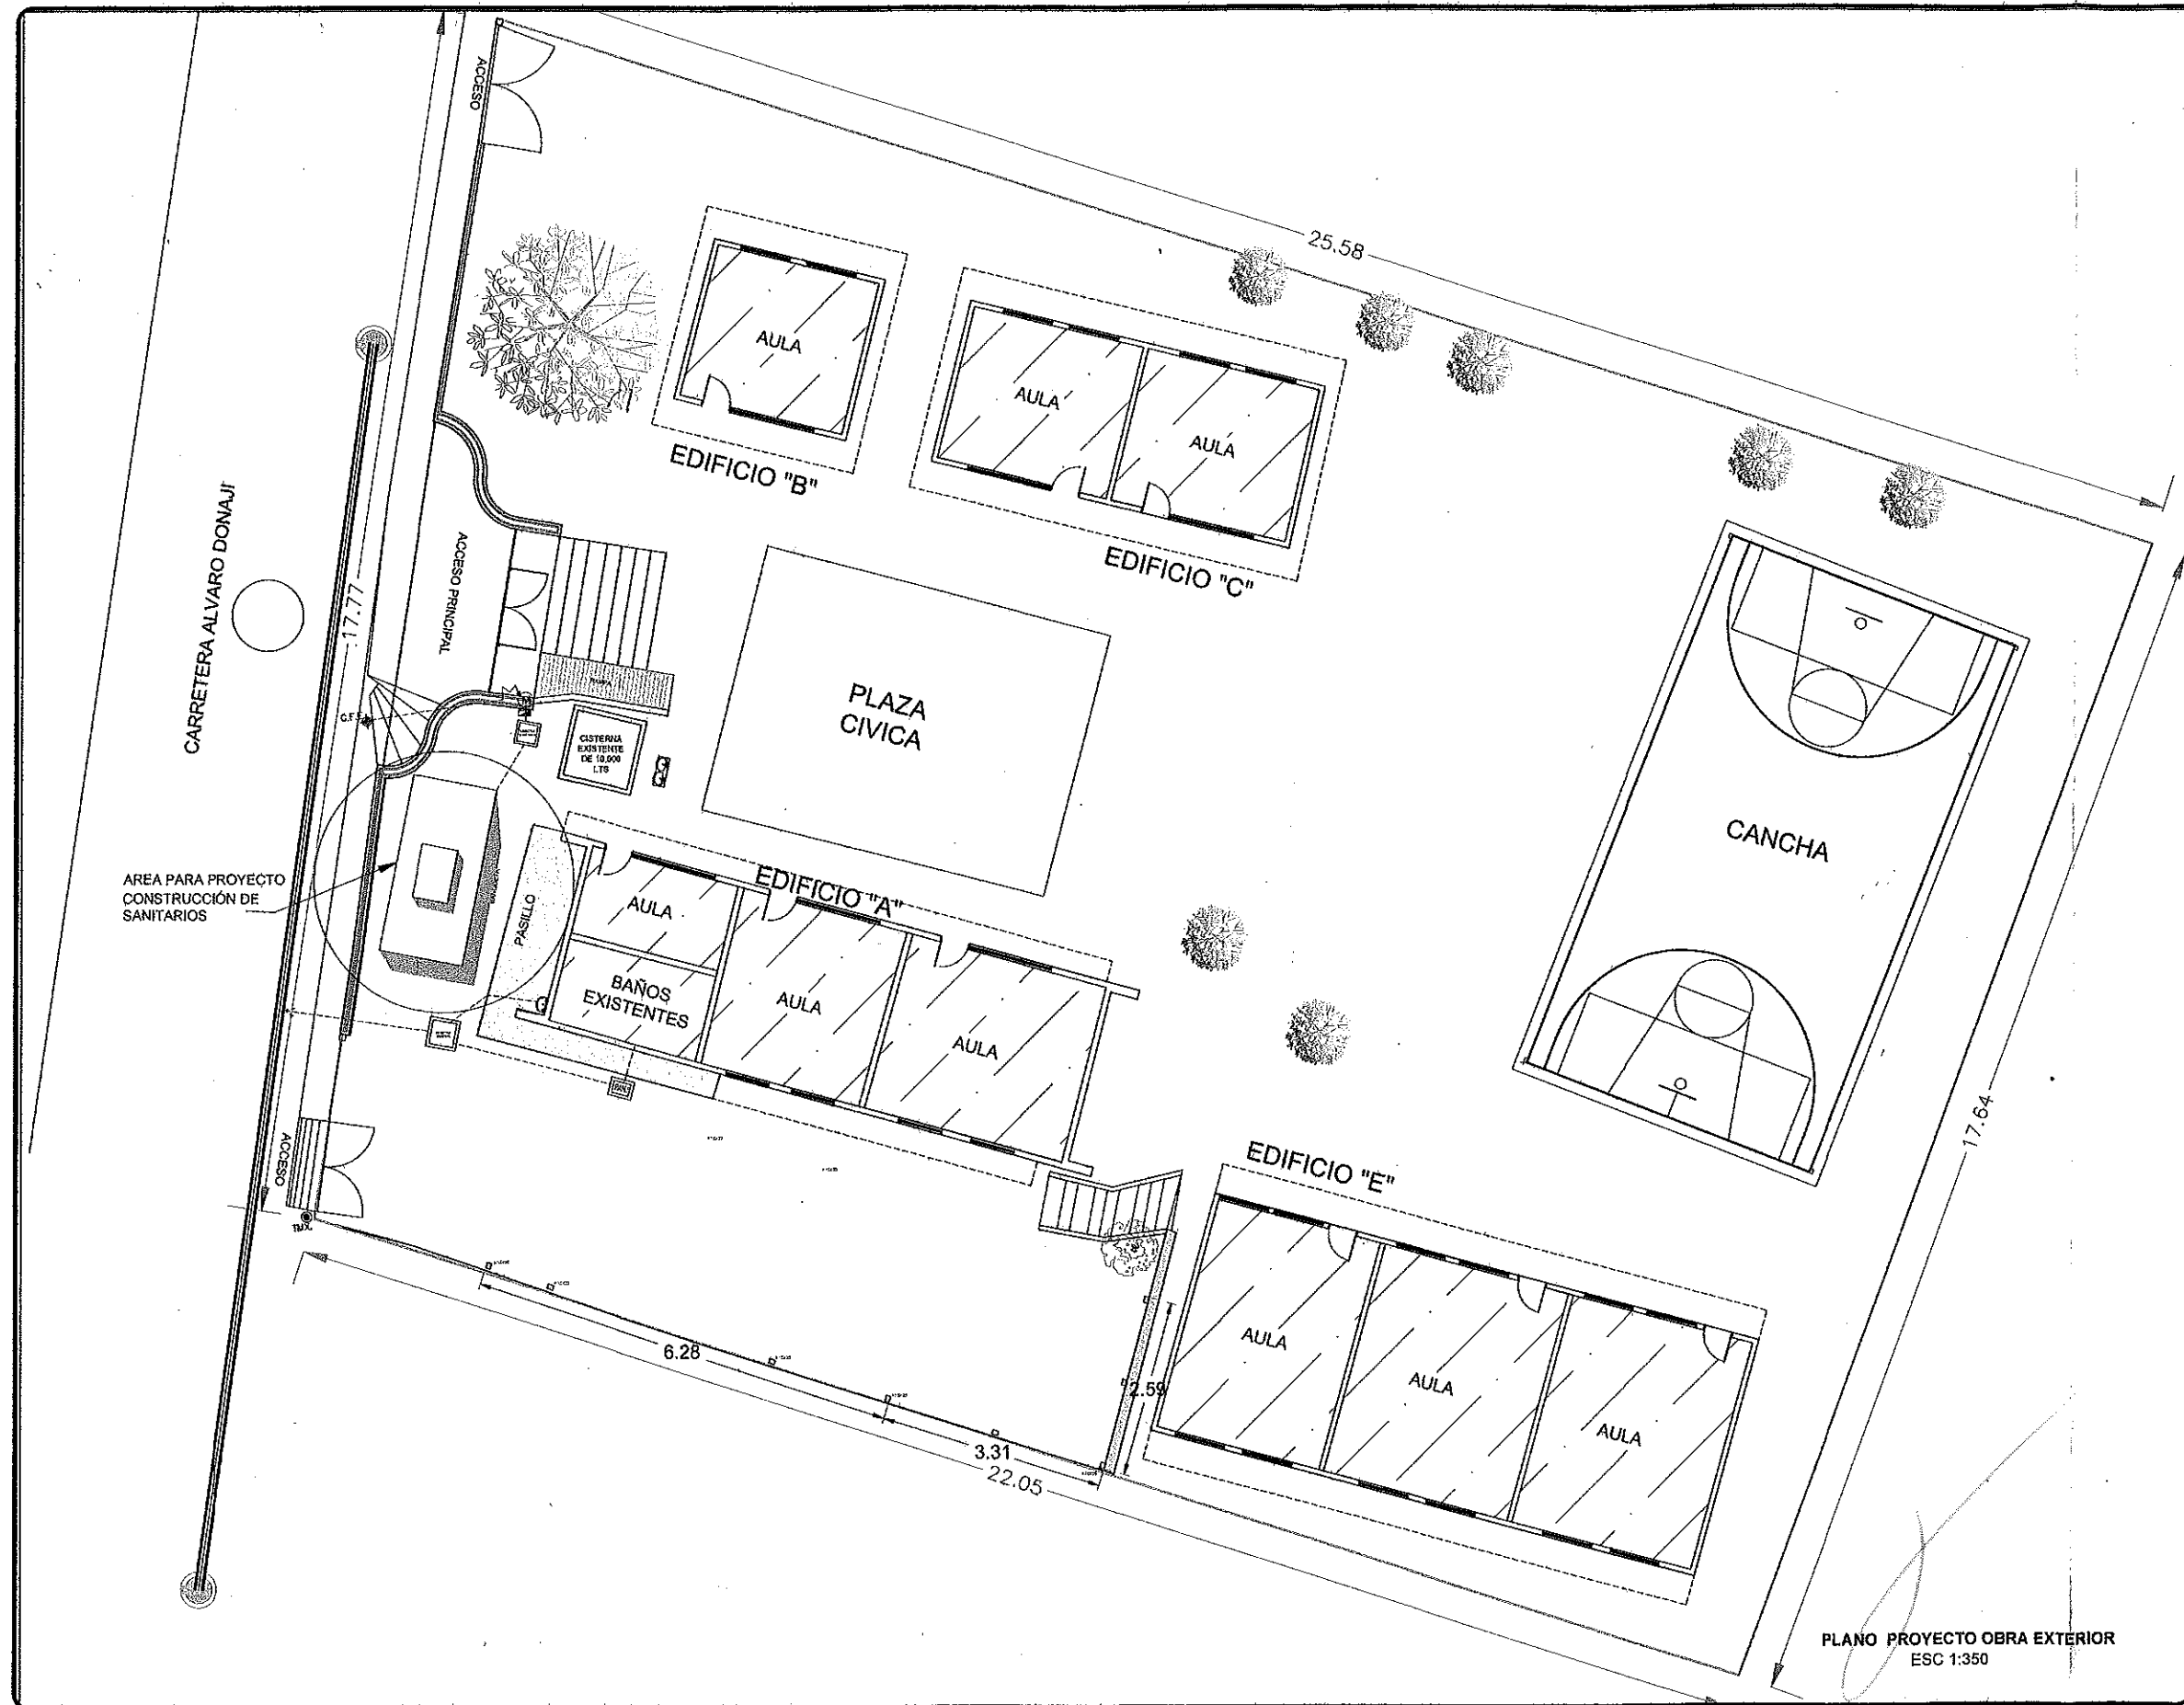 ACCESO
25.58
AULA
EDIFICIO "B"
AULA
AULA
EDIFICIO "C"
CARRETERA ALVARO DONAJI
17.77
ACCESO PRINCIPAL
C.F.E.
CISTERNA
EXISTENTE
DE 10,000
LTS
PLAZA
CIVICA
CANCHA
AREA PARA PROYECTO
CONSTRUCCIÓN DE
SANITARIOS
PASILLO
EDIFICIO "A"
AULA
BAÑOS
EXISTENTES
AULA
AULA
ACCESO
17.64
EDIFICIO "E"
AULA
AULA
AULA
6.28
2.59
3.31
22.05
PLANO PROYECTO OBRA EXTERIOR
ESC 1:350